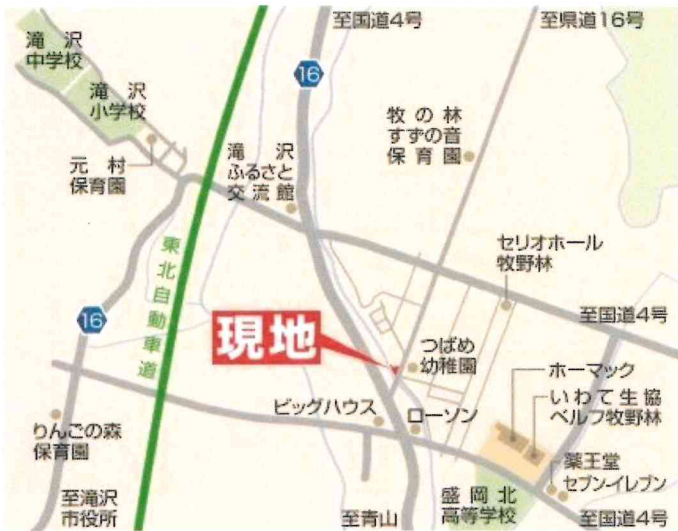 至国道4号
至県道16号
滝沢
中学校
16
滝沢
小学校
牧の林
すずの音
保育園
元村
保育園
滝沢
ふるさと
交流館
東北自動車道
セリオホール
牧野林
16
至国道4号
現地
つばめ
幼稚園
ホーマック
いわて生協
ベルフ牧野林
ビッグハウス
ローソン
りんごの森
保育園
薬王堂
セブン-イレブン
至滝沢
市役所
至青山
盛岡北
高等学校
至国道4号